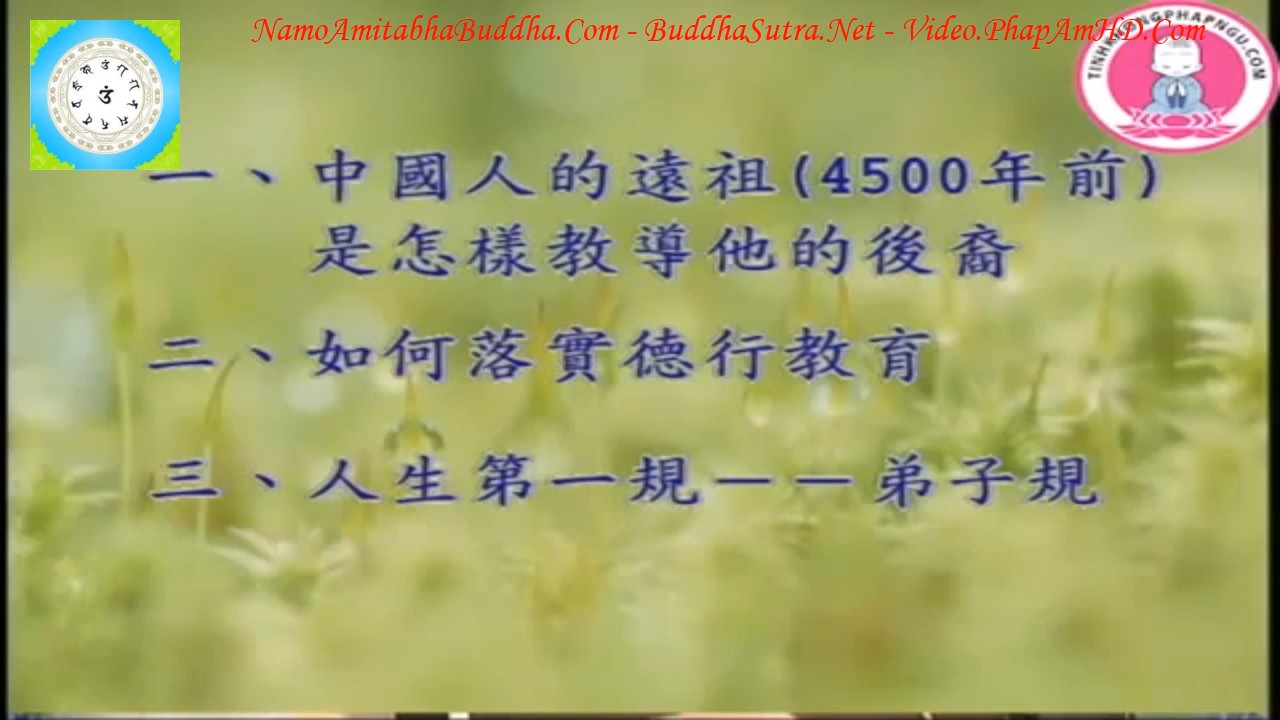 NamoAmitabhaBuddha.Com - BuddhaSutra.Net - Video.PhapAmHD.Com
一、中國人的遠祖(4500年前)
是怎樣教導他的後裔
二、如何落實德行教育
三、人生第一規－－弟子規